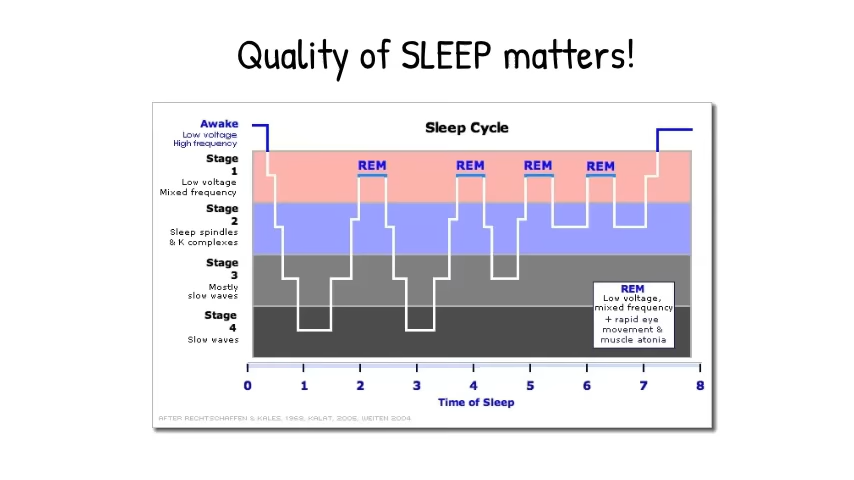 Quality of SLEEP matters!
Sleep Cycle
Awake
Low voltage
High frequency
Stage
1
Low voltage
Mixed frequency
Stage
2
Sleep spindles
& K complexes
Stage
3
Mostly
slow waves
Stage
4
Slow waves
REM
REM
REM
REM
REM
Low voltage,
mixed frequency
+ rapid eye
movement &
muscle atonia
0 1 2 3 4 5 6 7 8
Time of Sleep
AFTER RECHTSCHAFFEN & KALES, 1968, KALAT, 2005, WEITEN 2004